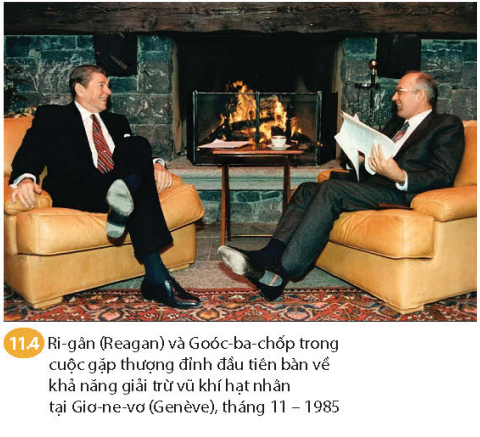 11.4 Ri-gân (Reagan) và Goóc-ba-chốp trong
cuộc gặp thượng đỉnh đầu tiên bàn về
khả năng giải trừ vũ khí hạt nhân
tại Giơ-ne-vơ (Genève), tháng 11 – 1985